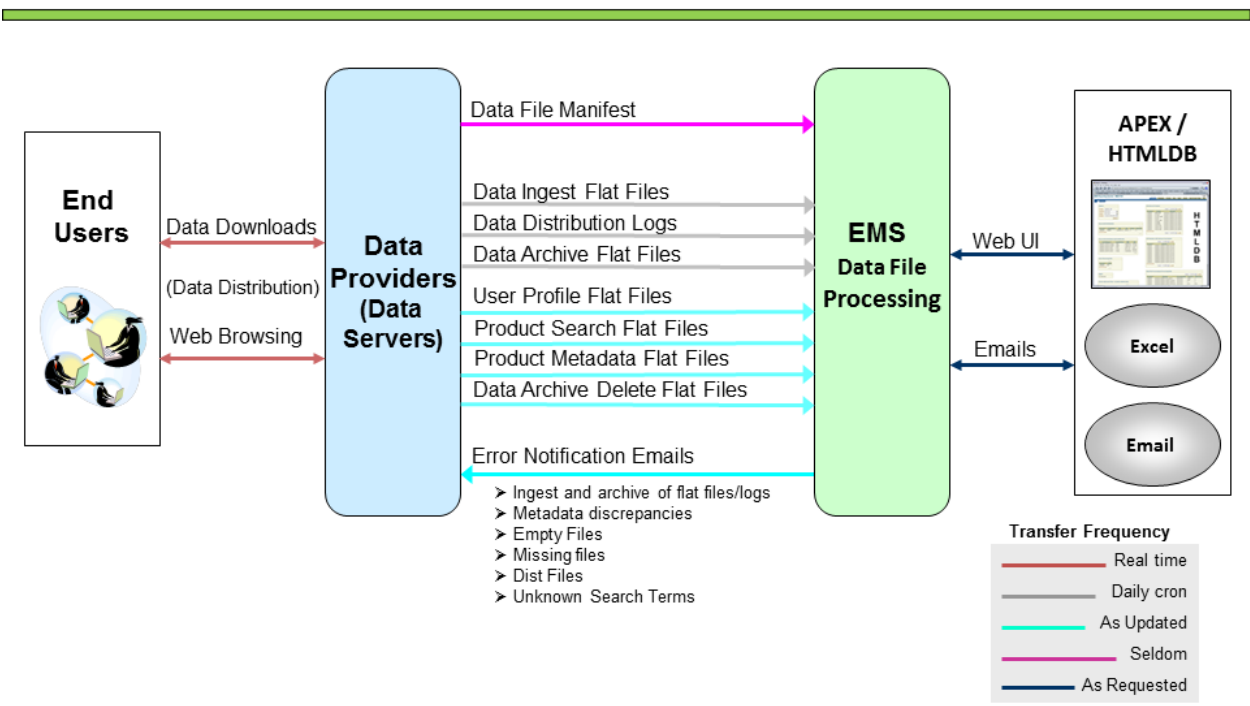 End
Users
Data Downloads
(Data Distribution)
Web Browsing
Data
Providers
(Data
Servers)
Data File Manifest
Data Ingest Flat Files
Data Distribution Logs
Data Archive Flat Files
User Profile Flat Files
Product Search Flat Files
Product Metadata Flat Files
Data Archive Delete Flat Files
Error Notification Emails
➢ Ingest and archive of flat files/logs
➢ Metadata discrepancies
➢ Empty Files
➢ Missing files
➢ Dist Files
➢ Unknown Search Terms
EMS
Data File
Processing
Web UI
Emails
APEX /
HTMLDB
HTMLDB
Excel
Email
Transfer Frequency
Real time
Daily cron
As Updated
Seldom
As Requested